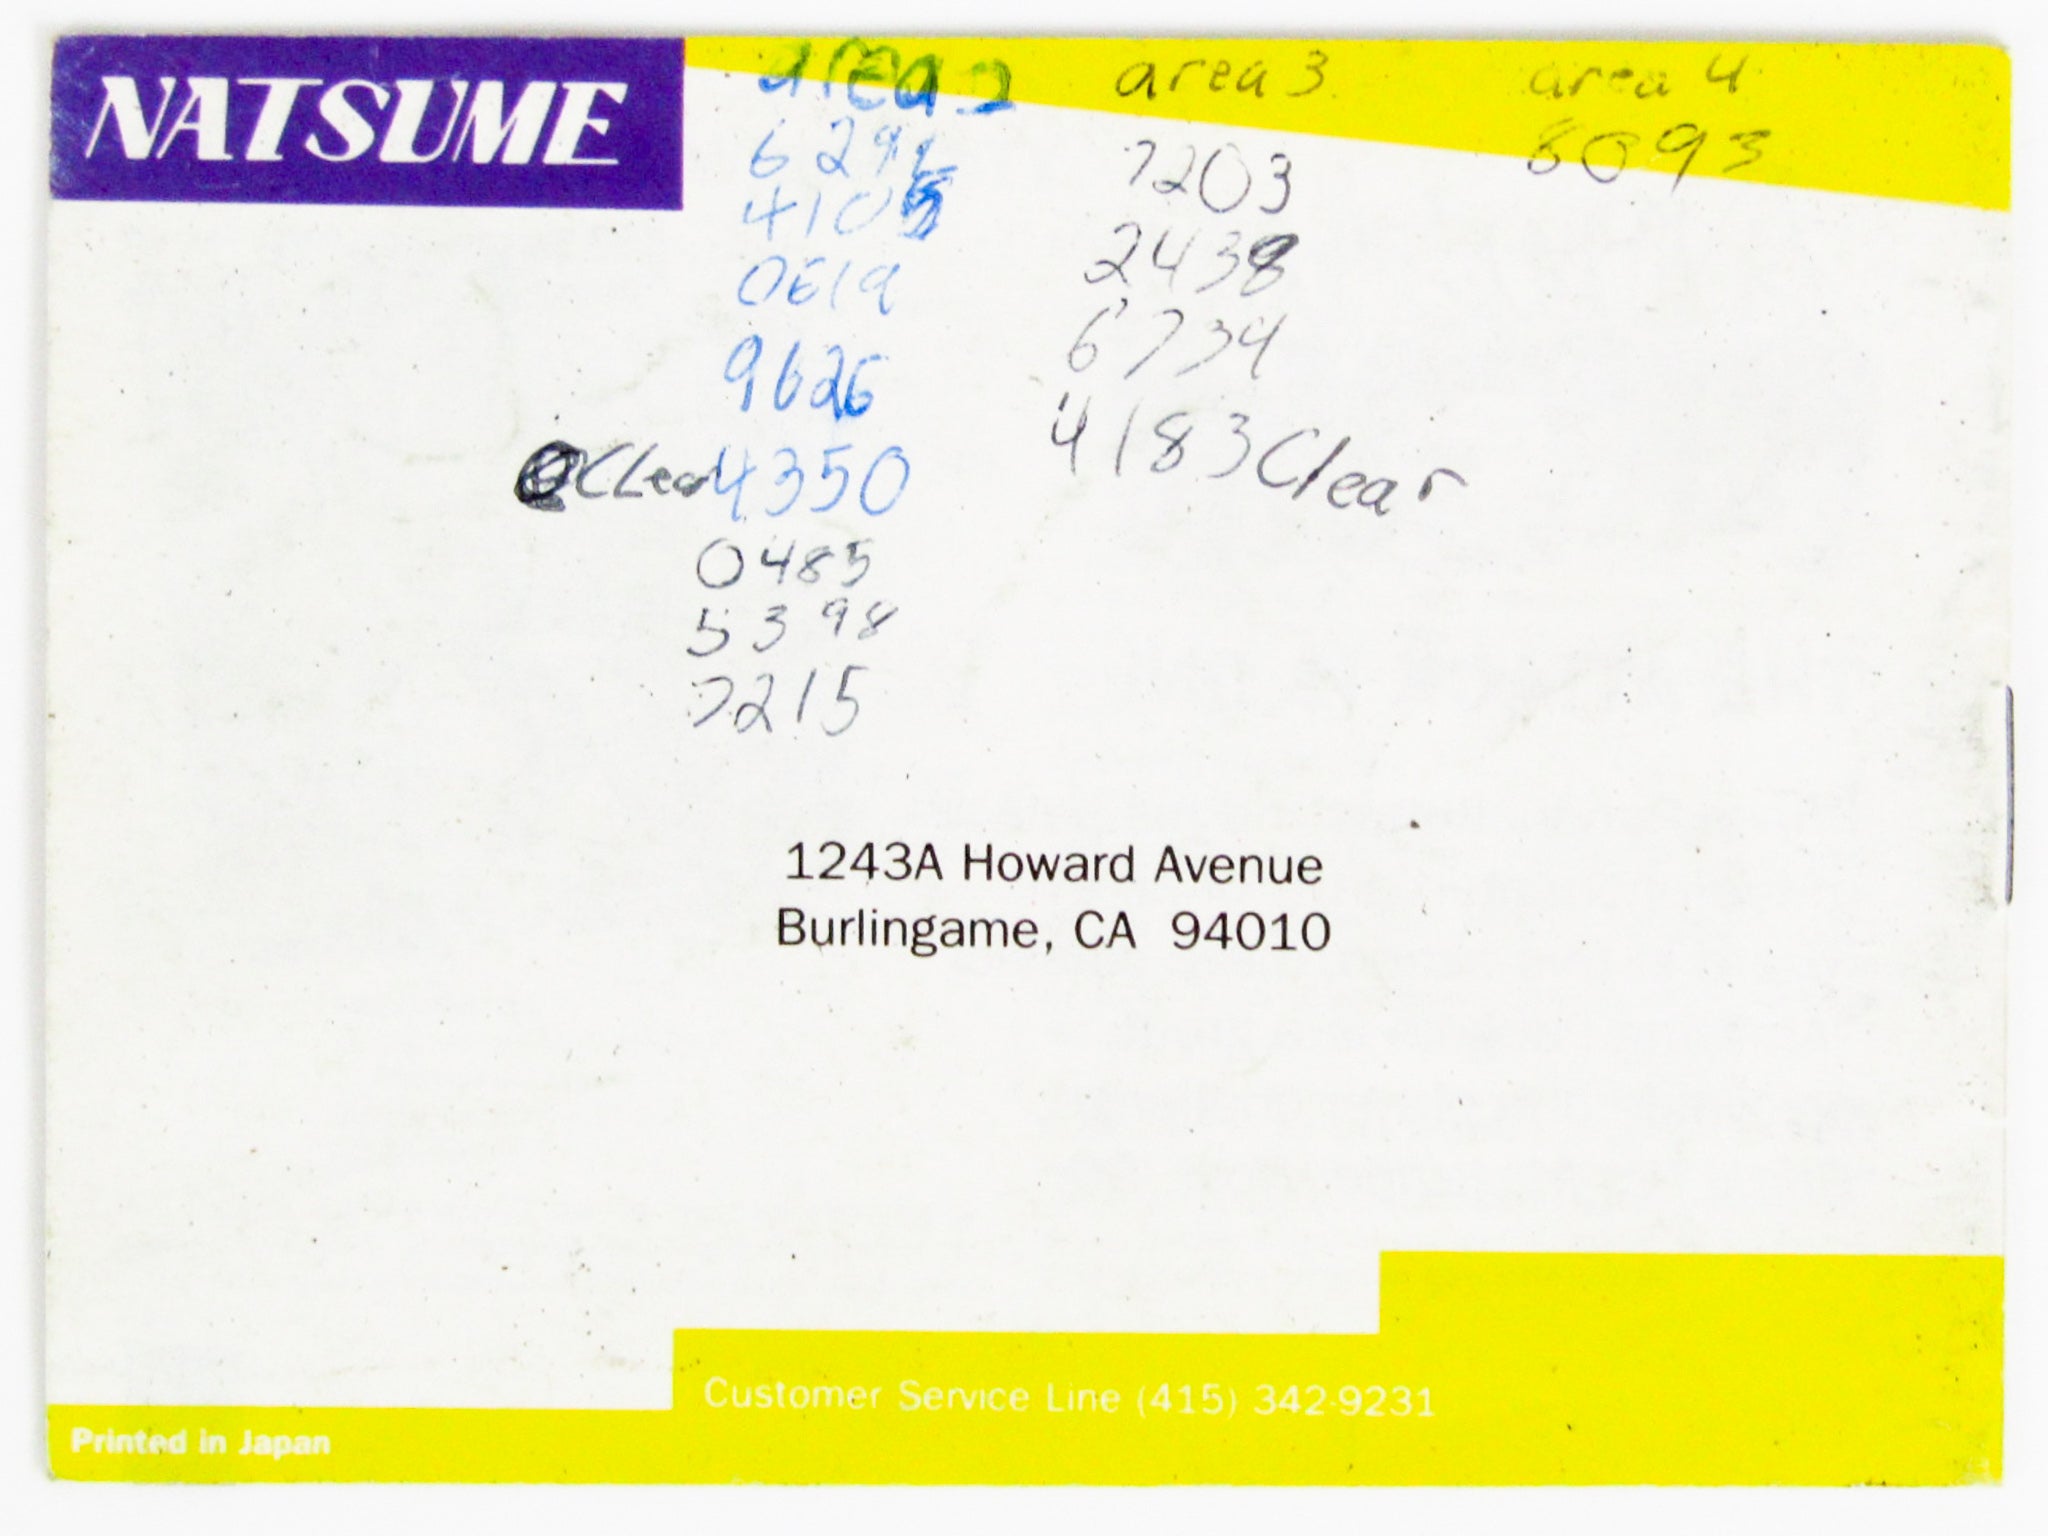 NATSUME
area 2
area 3
area 4
4105
0619
9626
Clear 4350
0485
5398
7215
7203
2438
6734
4183 Clear
8093
1243A Howard Avenue
Burlingame, CA 94010
Customer Service Line (415) 342-9231
Printed in Japan